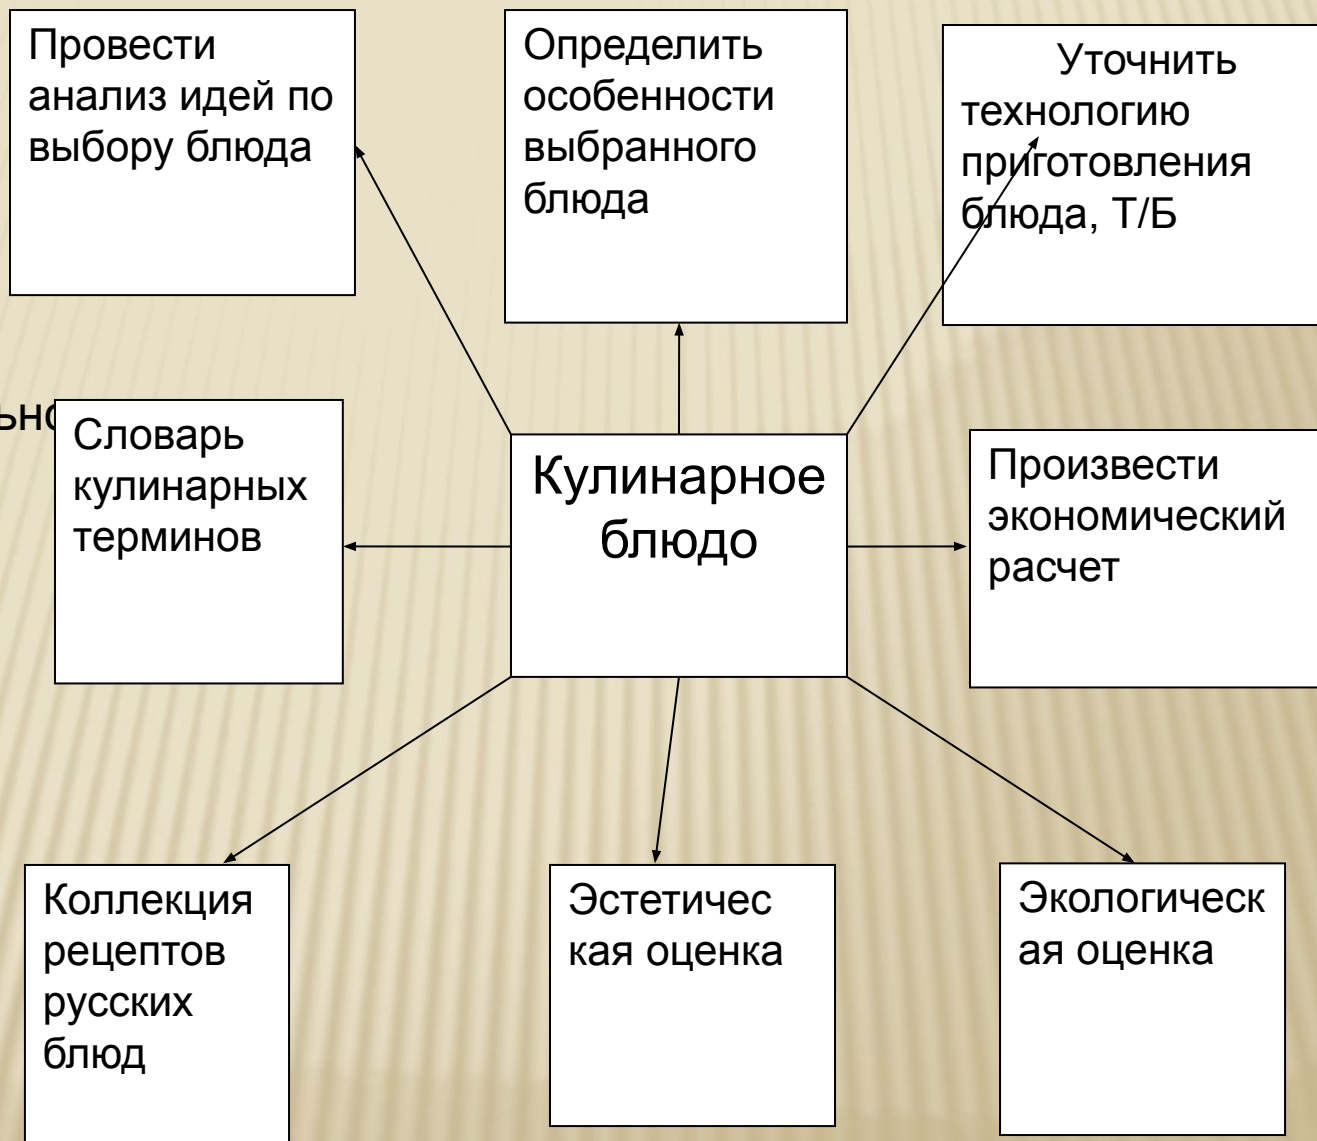 Провести
анализ идей по
выбору блюда
Определить
особенности
выбранного
блюда
Уточнить
технологию
приготовления
блюда, Т/Б
ьно
Словарь
кулинарных
терминов
Кулинарное
блюдо
Произвести
экономический
расчет
Коллекция
рецептов
русских
блюд
Эстетичес
кая оценка
Экологическ
ая оценка